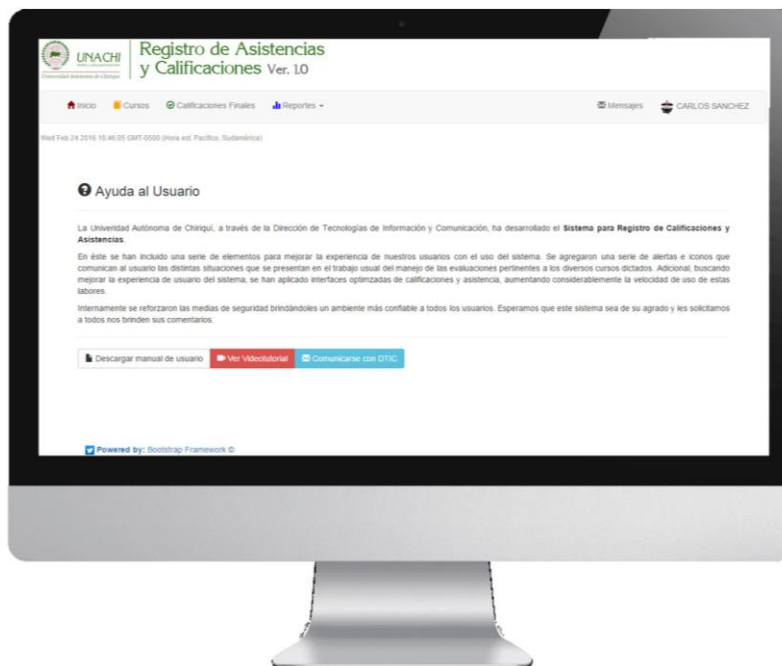 UNACHI
Universidad Autónoma de Chiriquí
Registro de Asistencias
y Calificaciones Ver. 1.0
Inicio Cursos Calificaciones Finales Reportes Mensajes CARLOS SANCHEZ
Wed Feb 24 2016 10:46:05 GMT-0500 (Hora est. Pacífico, Sudamérica)
Ayuda al Usuario
La Univeridad Autónoma de Chiriquí, a través de la Dirección de Tecnologías de Información y Comunicación, ha desarrollado el Sistema para Registro de Calificaciones y
Asistencias.
En éste se han incluido una serie de elementos para mejorar la experiencia de nuestros usuarios con el uso del sistema. Se agregaron una serie de alertas e iconos que
comunican al usuario las distintas situaciones que se presentan en el trabajo usual del manejo de las evaluaciones pertinentes a los diversos cursos dictados. Adicional, buscando
mejorar la experiencia de usuario del sistema, se han aplicado interfaces optimzadas de calificaciones y asistencia, aumentando considerablemente la velocidad de uso de estas
labores.
Internamente se reforzaron las medias de seguridad brindándoles un ambiente más confiable a todos los usuarios. Esperamos que este sistema sea de su agrado y les solicitamos
a todos nos brinden sus comentarios.
Descargar manual de usuario Ver Videotutorial Comunicarse con DTIC
Powered by: Bootstrap Framework ©